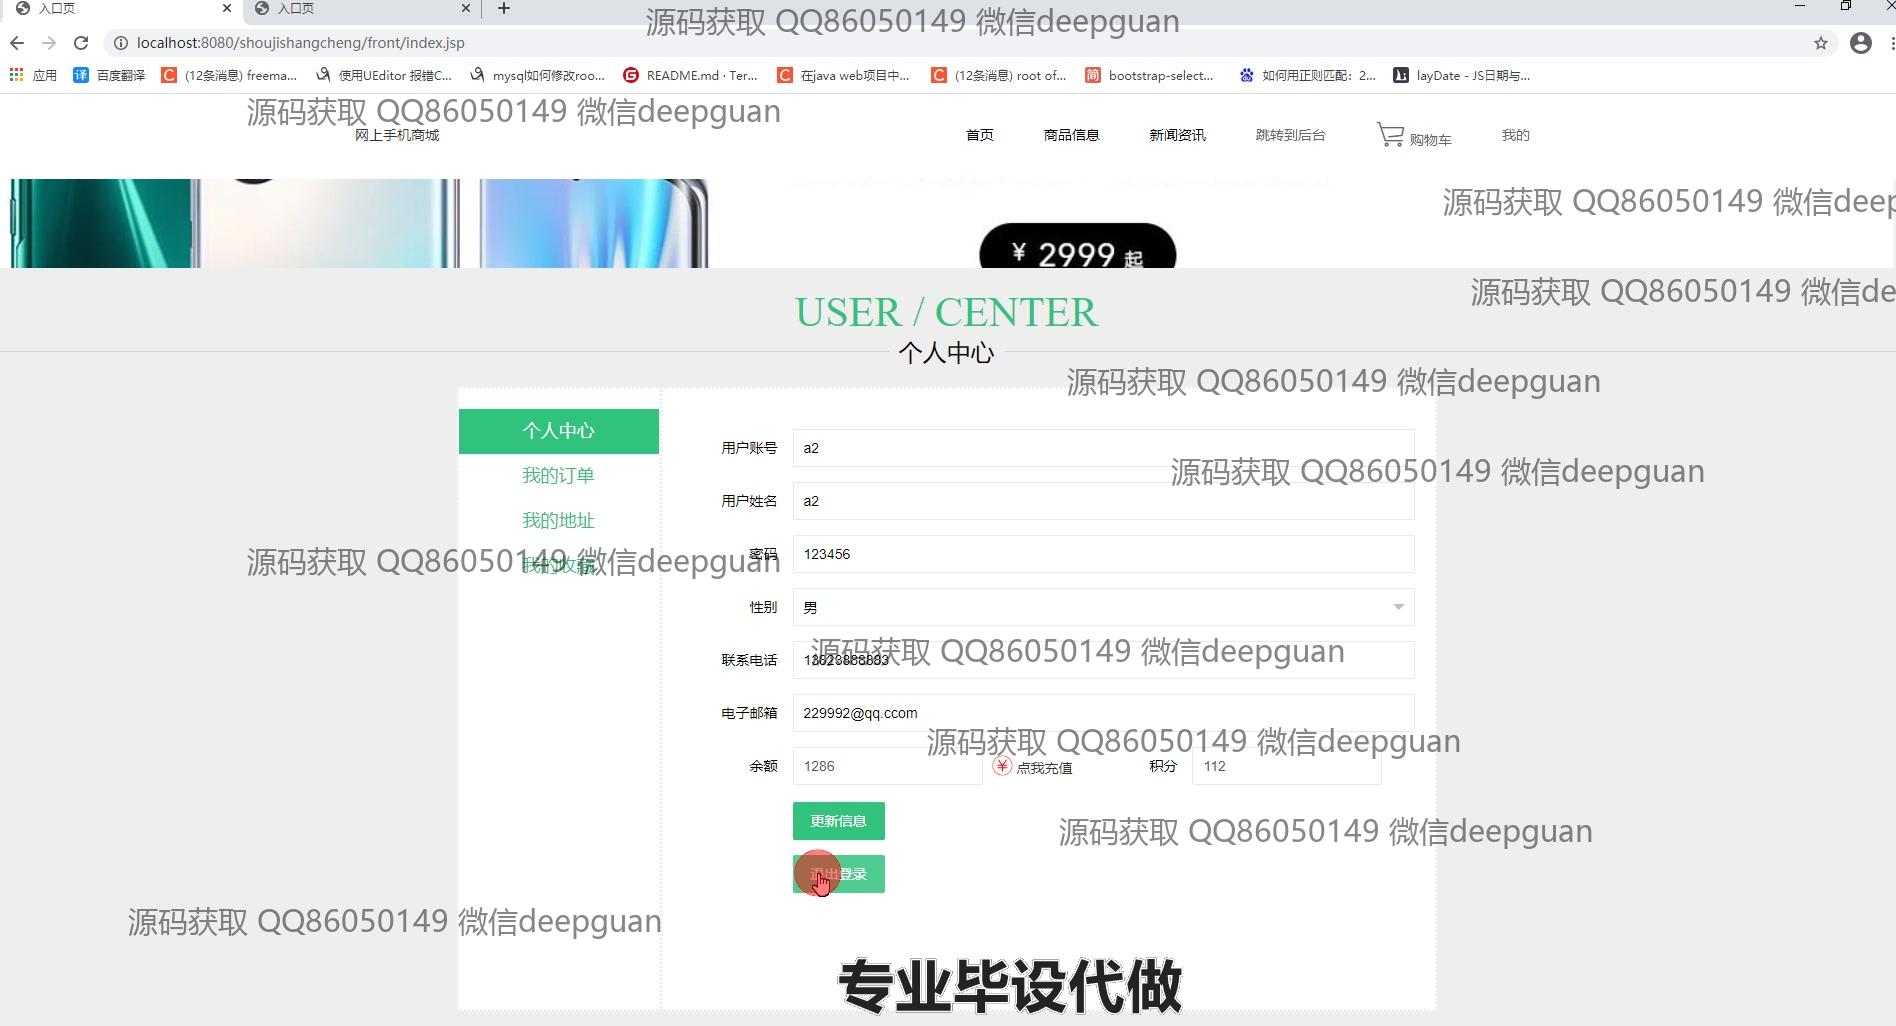 入口页
入口页
源码获取 QQ86050149 微信deepguan
localhost:8080/shoujishangcheng/front/index.jsp
应用
百度翻译
(12条消息) freema...
使用UEditor 报错C...
mysql如何修改roo...
README.md · Ter...
在java web项目中...
(12条消息) root of...
bootstrap-select...
如何用正则匹配：2...
layDate - JS日期与...
源码获取 QQ86050149 微信deepguan
网上手机商城
首页
商品信息
新闻资讯
跳转到后台
购物车
我的
源码获取 QQ86050149 微信deep
¥ 2999 起
源码获取 QQ86050149 微信de
USER / CENTER
个人中心
源码获取 QQ86050149 微信deepguan
个人中心
用户账号 a2
我的订单
源码获取 QQ86050149 微信deepguan
用户姓名 a2
我的地址
密码 123456
源码获取 QQ86050149 微信deepguan
我的收藏
性别 男
源码获取 QQ86050149 微信deepguan
联系电话
电子邮箱 229992@qq.ccom
源码获取 QQ86050149 微信deepguan
余额 1286
点我充值
积分 112
更新信息
源码获取 QQ86050149 微信deepguan
退出登录
源码获取 QQ86050149 微信deepguan
专业毕设代做